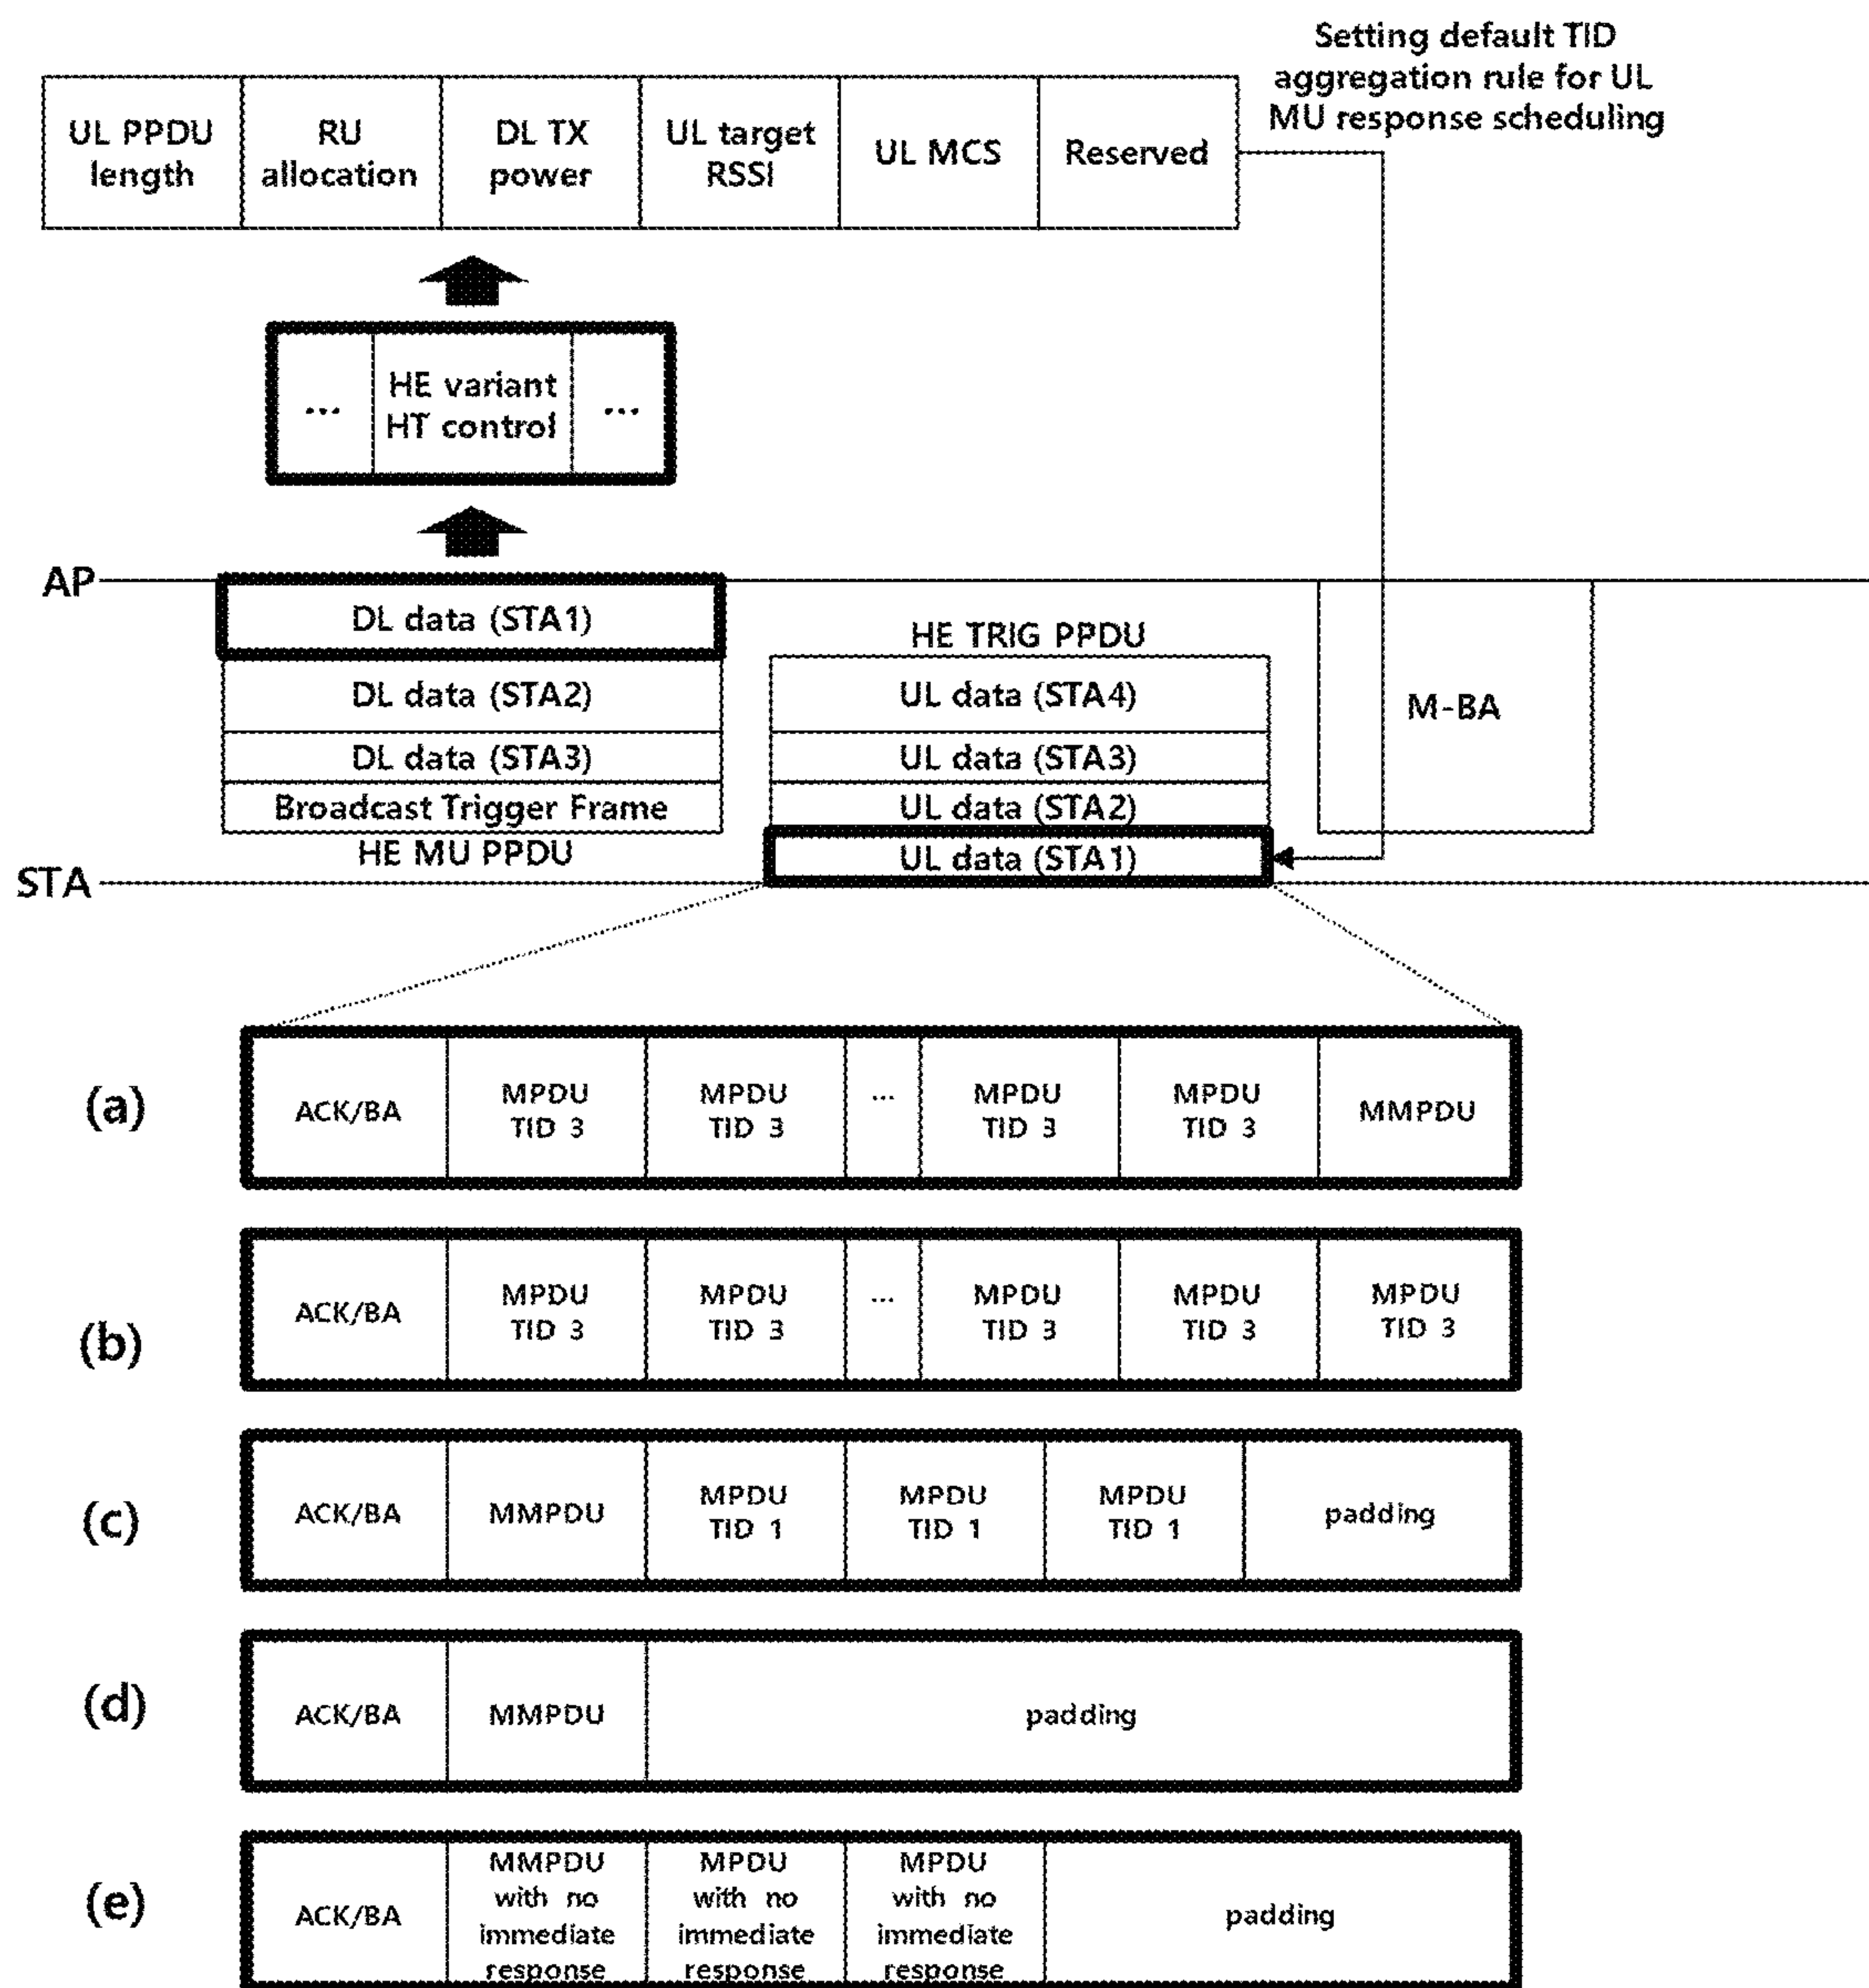 Setting default TID
aggregation rule for UL
MU response scheduling
UL PPDU
length
RU
allocation
DL TX
power
UL target
RSSI
UL MCS
Reserved
...
HE variant
HT control
...
AP
DL data (STA1)
DL data (STA2)
DL data (STA3)
Broadcast Trigger Frame
HE MU PPDU
HE TRIG PPDU
UL data (STA4)
UL data (STA3)
UL data (STA2)
UL data (STA1)
M-BA
STA
(a)
ACK/BA
MPDU
TID 3
MPDU
TID 3
...
MPDU
TID 3
MPDU
TID 3
MMPDU
(b)
ACK/BA
MPDU
TID 3
MPDU
TID 3
...
MPDU
TID 3
MPDU
TID 3
MPDU
TID 3
(c)
ACK/BA
MMPDU
MPDU
TID 1
MPDU
TID 1
MPDU
TID 1
padding
(d)
ACK/BA
MMPDU
padding
(e)
ACK/BA
MMPDU
with no
immediate
response
MPDU
with no
immediate
response
MPDU
with no
immediate
response
padding